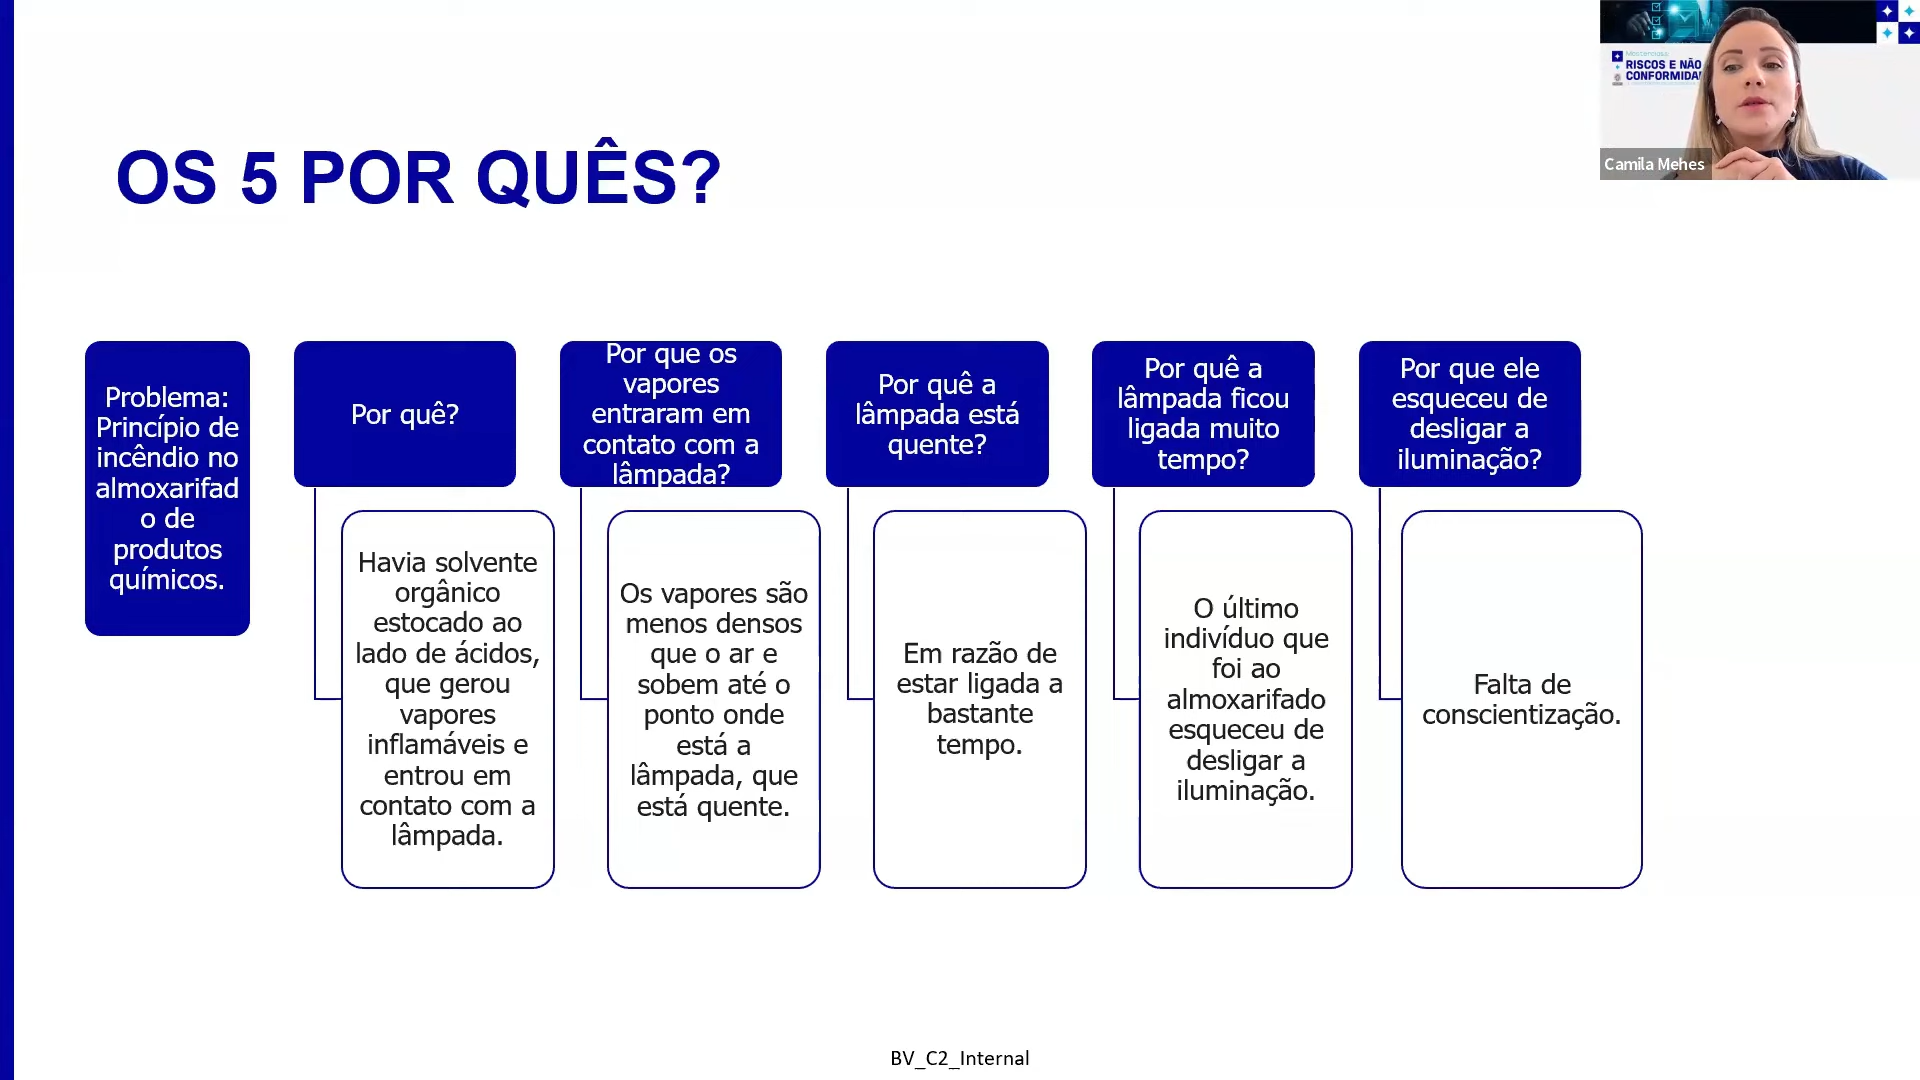 RISCOS E NÃO
Camila Mehes
OS 5 POR QUÊS?
Problema:
Princípio de
incêndio no
almoxarifad
o de
produtos
químicos.
Por quê?
Havia solvente
orgânico
estocado ao
lado de ácidos,
que gerou
vapores
inflamáveis e
entrou em
contato com a
lâmpada.
Por que os
vapores
entraram em
contato com a
lâmpada?
Os vapores são
menos densos
que o ar e
sobem até o
ponto onde
está a
lâmpada, que
está quente.
Por quê a
lâmpada está
quente?
Em razão de
estar ligada a
bastante
tempo.
Por quê a
lâmpada ficou
ligada muito
tempo?
O último
indivíduo que
foi ao
almoxarifado
esqueceu de
desligar a
iluminação.
Por que ele
esqueceu de
desligar a
iluminação?
Falta de
conscientização.
BV_C2_Internal